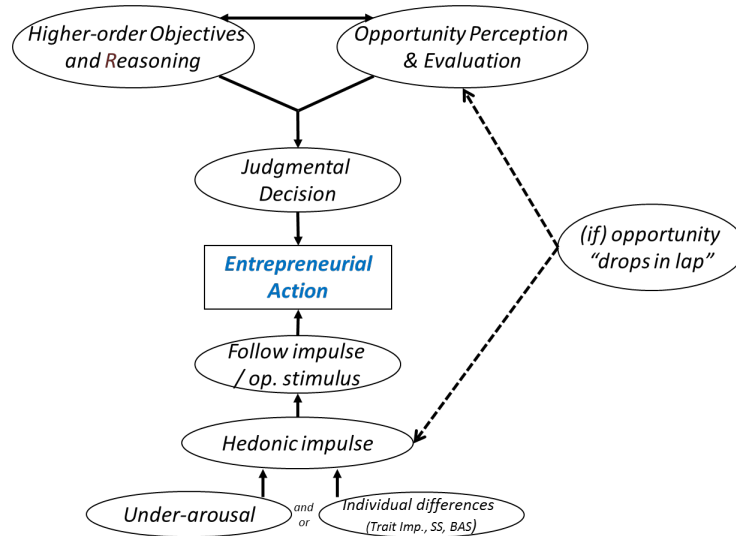 Higher-order Objectives
and Reasoning
Opportunity Perception
& Evaluation
Judgmental
Decision
(if) opportunity
“drops in lap”
Entrepreneurial
Action
Follow impulse
/ op. stimulus
Hedonic impulse
Under-arousal
and
or
Individual differences
(Trait Imp., SS, BAS)